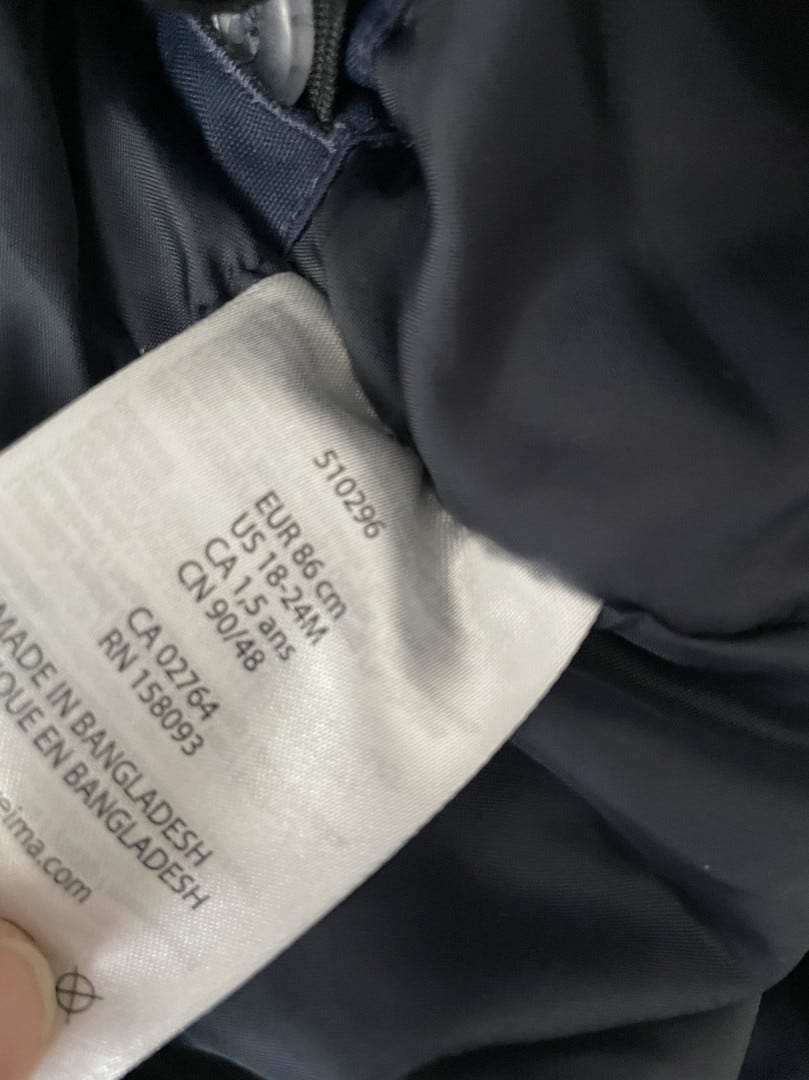 510296
EUR 86 cm
US 18-24M
CA 1,5 ans
CN 90/48
CA 02764
RN 158093
MADE IN BANGLADESH
QUE EN BANGLADESH
eima.com